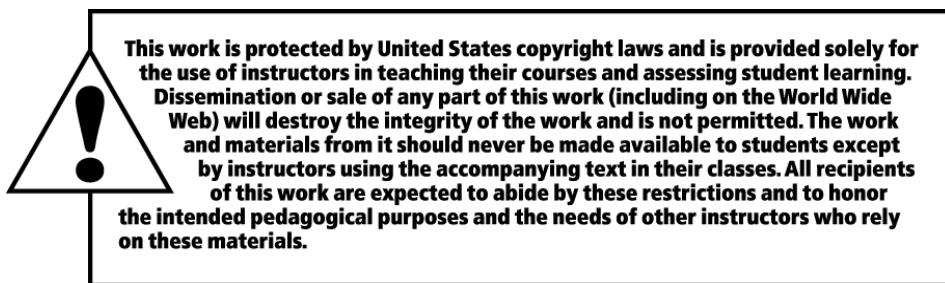 This work is protected by United States copyright laws and is provided solely for
the use of instructors in teaching their courses and assessing student learning.
Dissemination or sale of any part of this work (including on the World Wide
Web) will destroy the integrity of the work and is not permitted. The work
and materials from it should never be made available to students except
by instructors using the accompanying text in their classes. All recipients
of this work are expected to abide by these restrictions and to honor
the intended pedagogical purposes and the needs of other instructors who rely
on these materials.